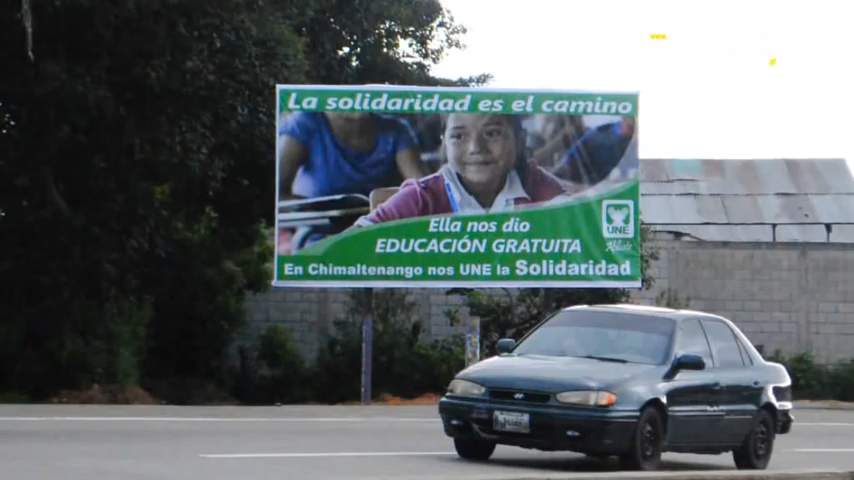 La solidaridad es el camino
Ella nos dio
EDUCACIÓN GRATUITA
UNE
En Chimaltenango nos UNE la Solidaridad